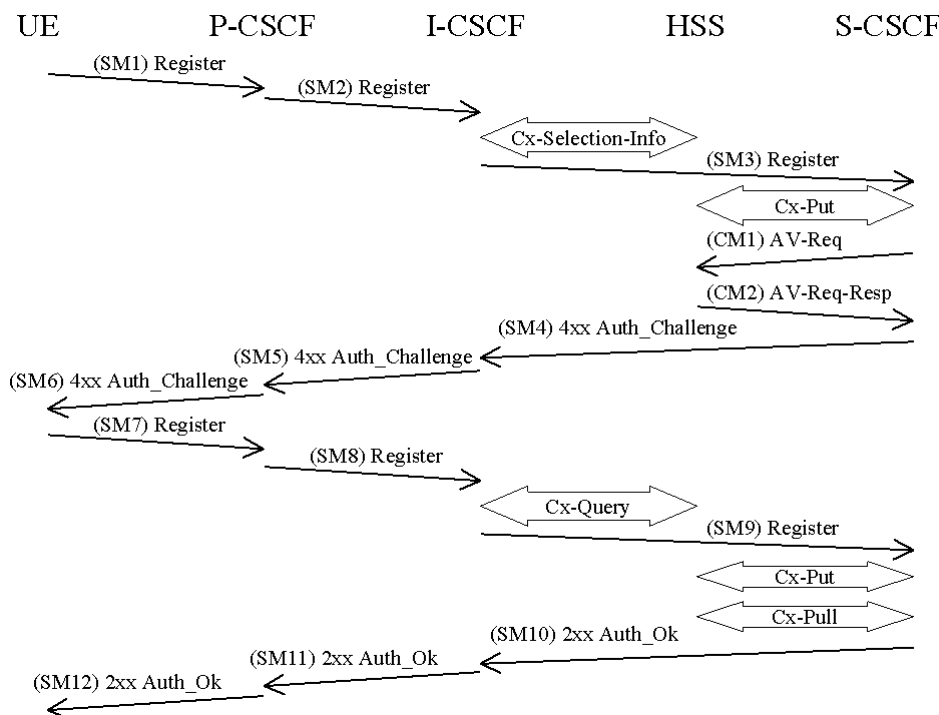 UE P-CSCF I-CSCF HSS S-CSCF
(SM1) Register
(SM2) Register
Cx-Selection-Info
(SM3) Register
Cx-Put
(CM1) AV-Req
(CM2) AV-Req-Resp
(SM4) 4xx Auth_Challenge
(SM5) 4xx Auth_Challenge
(SM6) 4xx Auth_Challenge
(SM7) Register
(SM8) Register
Cx-Query
(SM9) Register
Cx-Put
Cx-Pull
(SM10) 2xx Auth_Ok
(SM11) 2xx Auth_Ok
(SM12) 2xx Auth_Ok